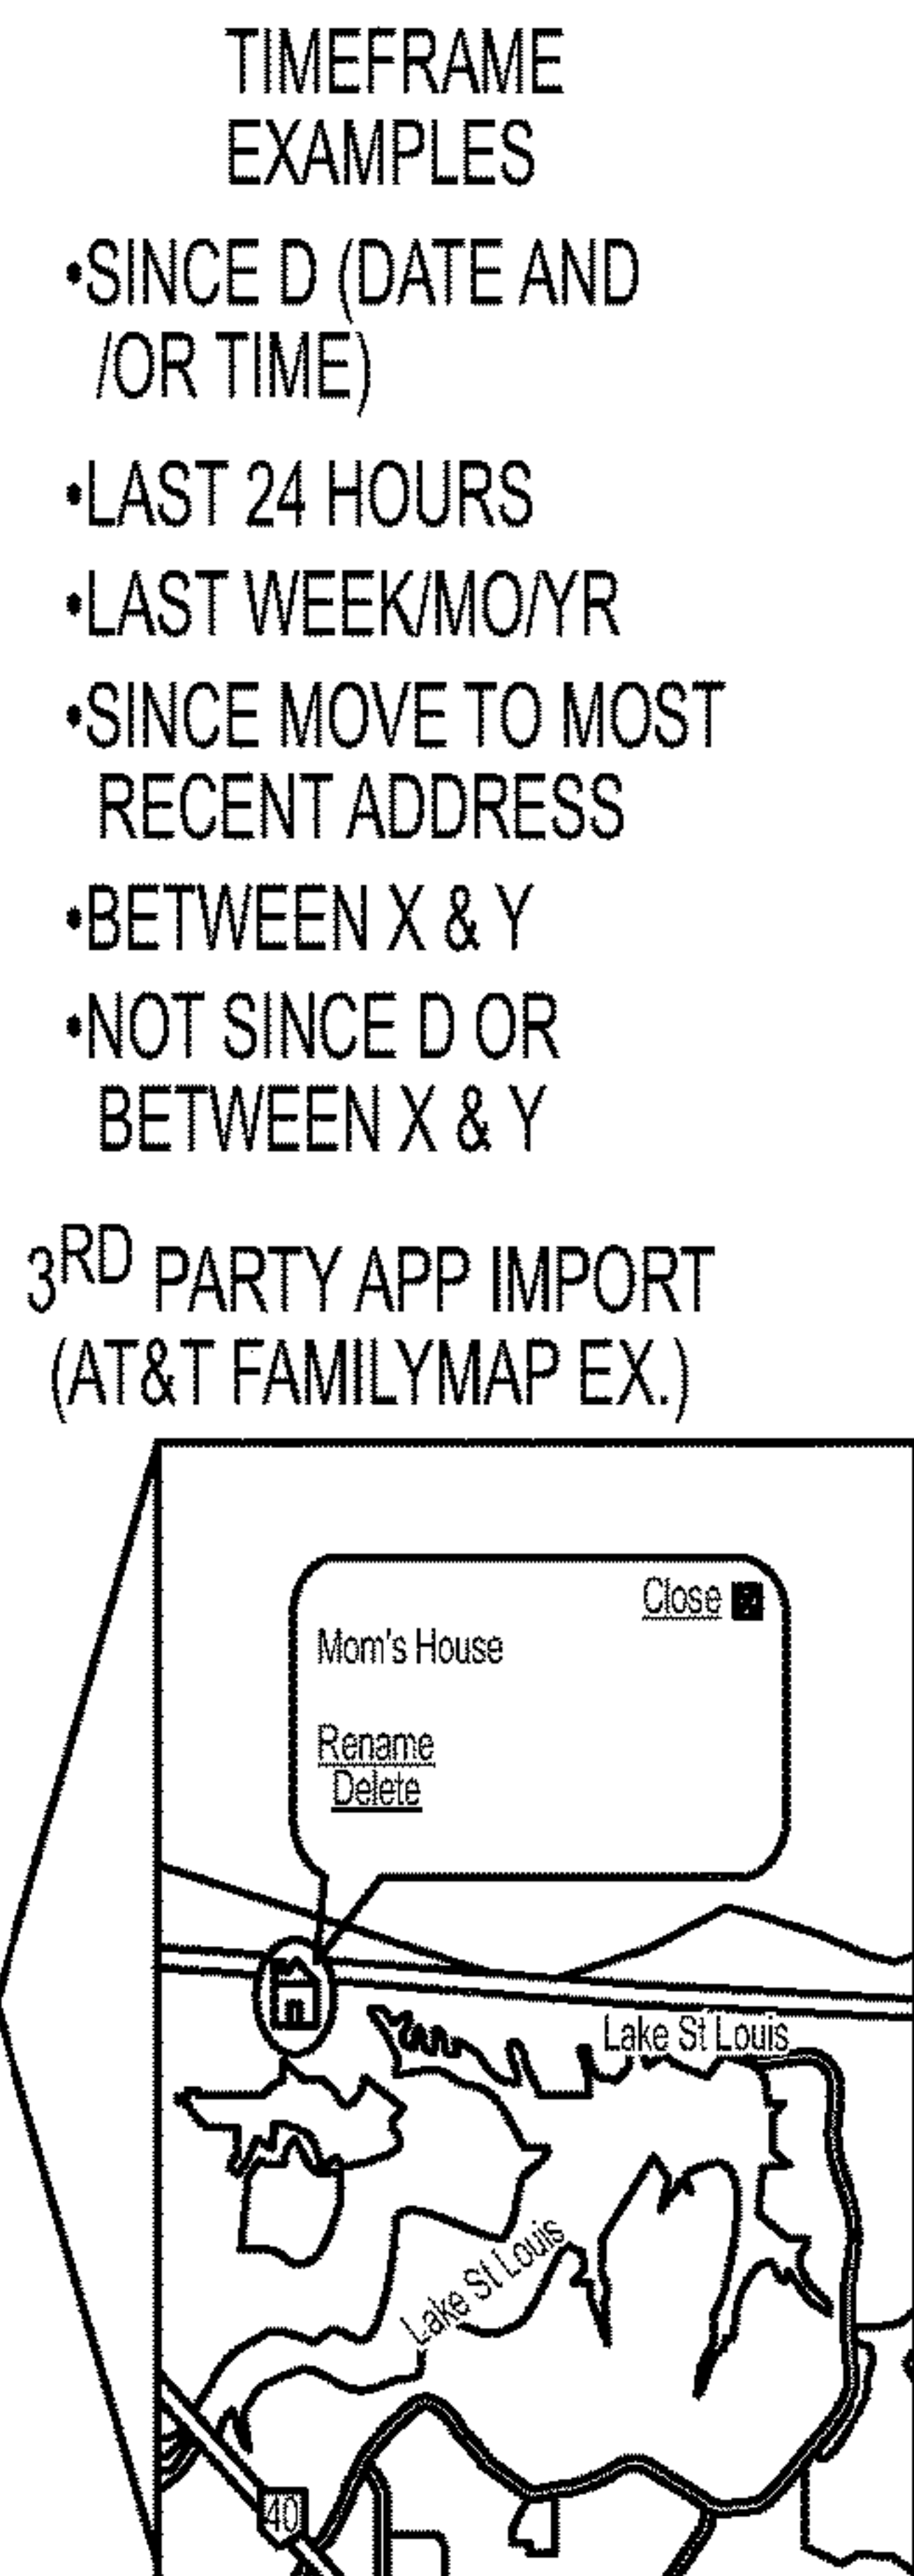 TIMEFRAME
EXAMPLES
•SINCE D (DATE AND
/OR TIME)
•LAST 24 HOURS
•LAST WEEK/MO/YR
•SINCE MOVE TO MOST
RECENT ADDRESS
•BETWEEN X & Y
•NOT SINCE D OR
BETWEEN X & Y
3RD PARTY APP IMPORT
(AT&T FAMILYMAP EX.)
Close
Mom's House
Rename
Delete
Lake St Louis
Lake St Louis
40